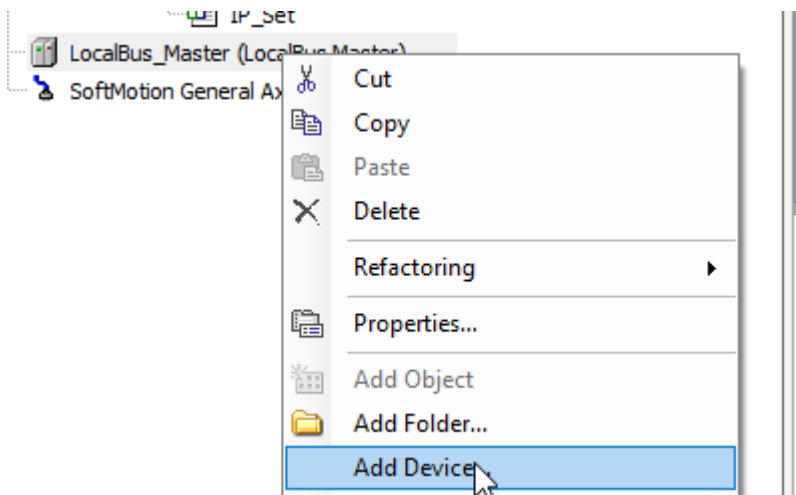 IP_Set
LocalBus_Master (LocalBus Master)
SoftMotion General Ax
Cut
Copy
Paste
Delete
Refactoring
Properties...
Add Object
Add Folder...
Add Device...